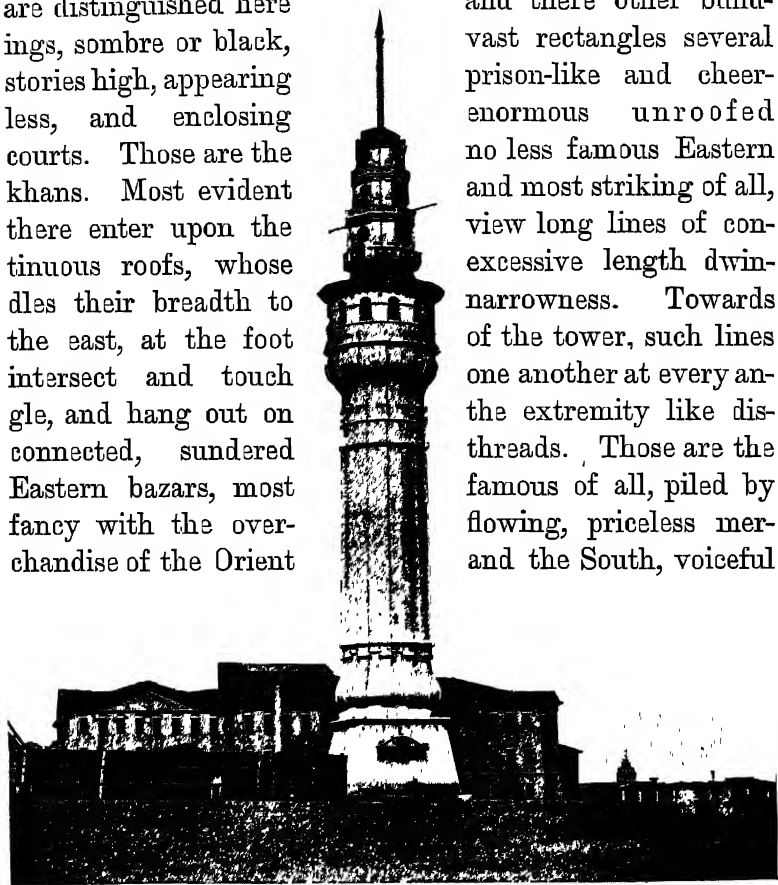 are distinguished here and there other build-
ings, sombre or black, vast rectangles several
stories high, appearing prison-like and cheer-
less, and enclosing enormous unroofed
courts. Those are the no less famous Eastern
khans. Most evident and most striking of all,
there enter upon the view long lines of con-
tinuous roofs, whose excessive length dwin-
dles their breadth to narrowness. Towards
the east, at the foot of the tower, such lines
intersect and touch one another at every an-
gle, and hang out on the extremity like dis-
connected, sundered threads. Those are the
Eastern bazars, most famous of all, piled by
fancy with the over- flowing, priceless mer-
chandise of the Orient and the South, voiceful